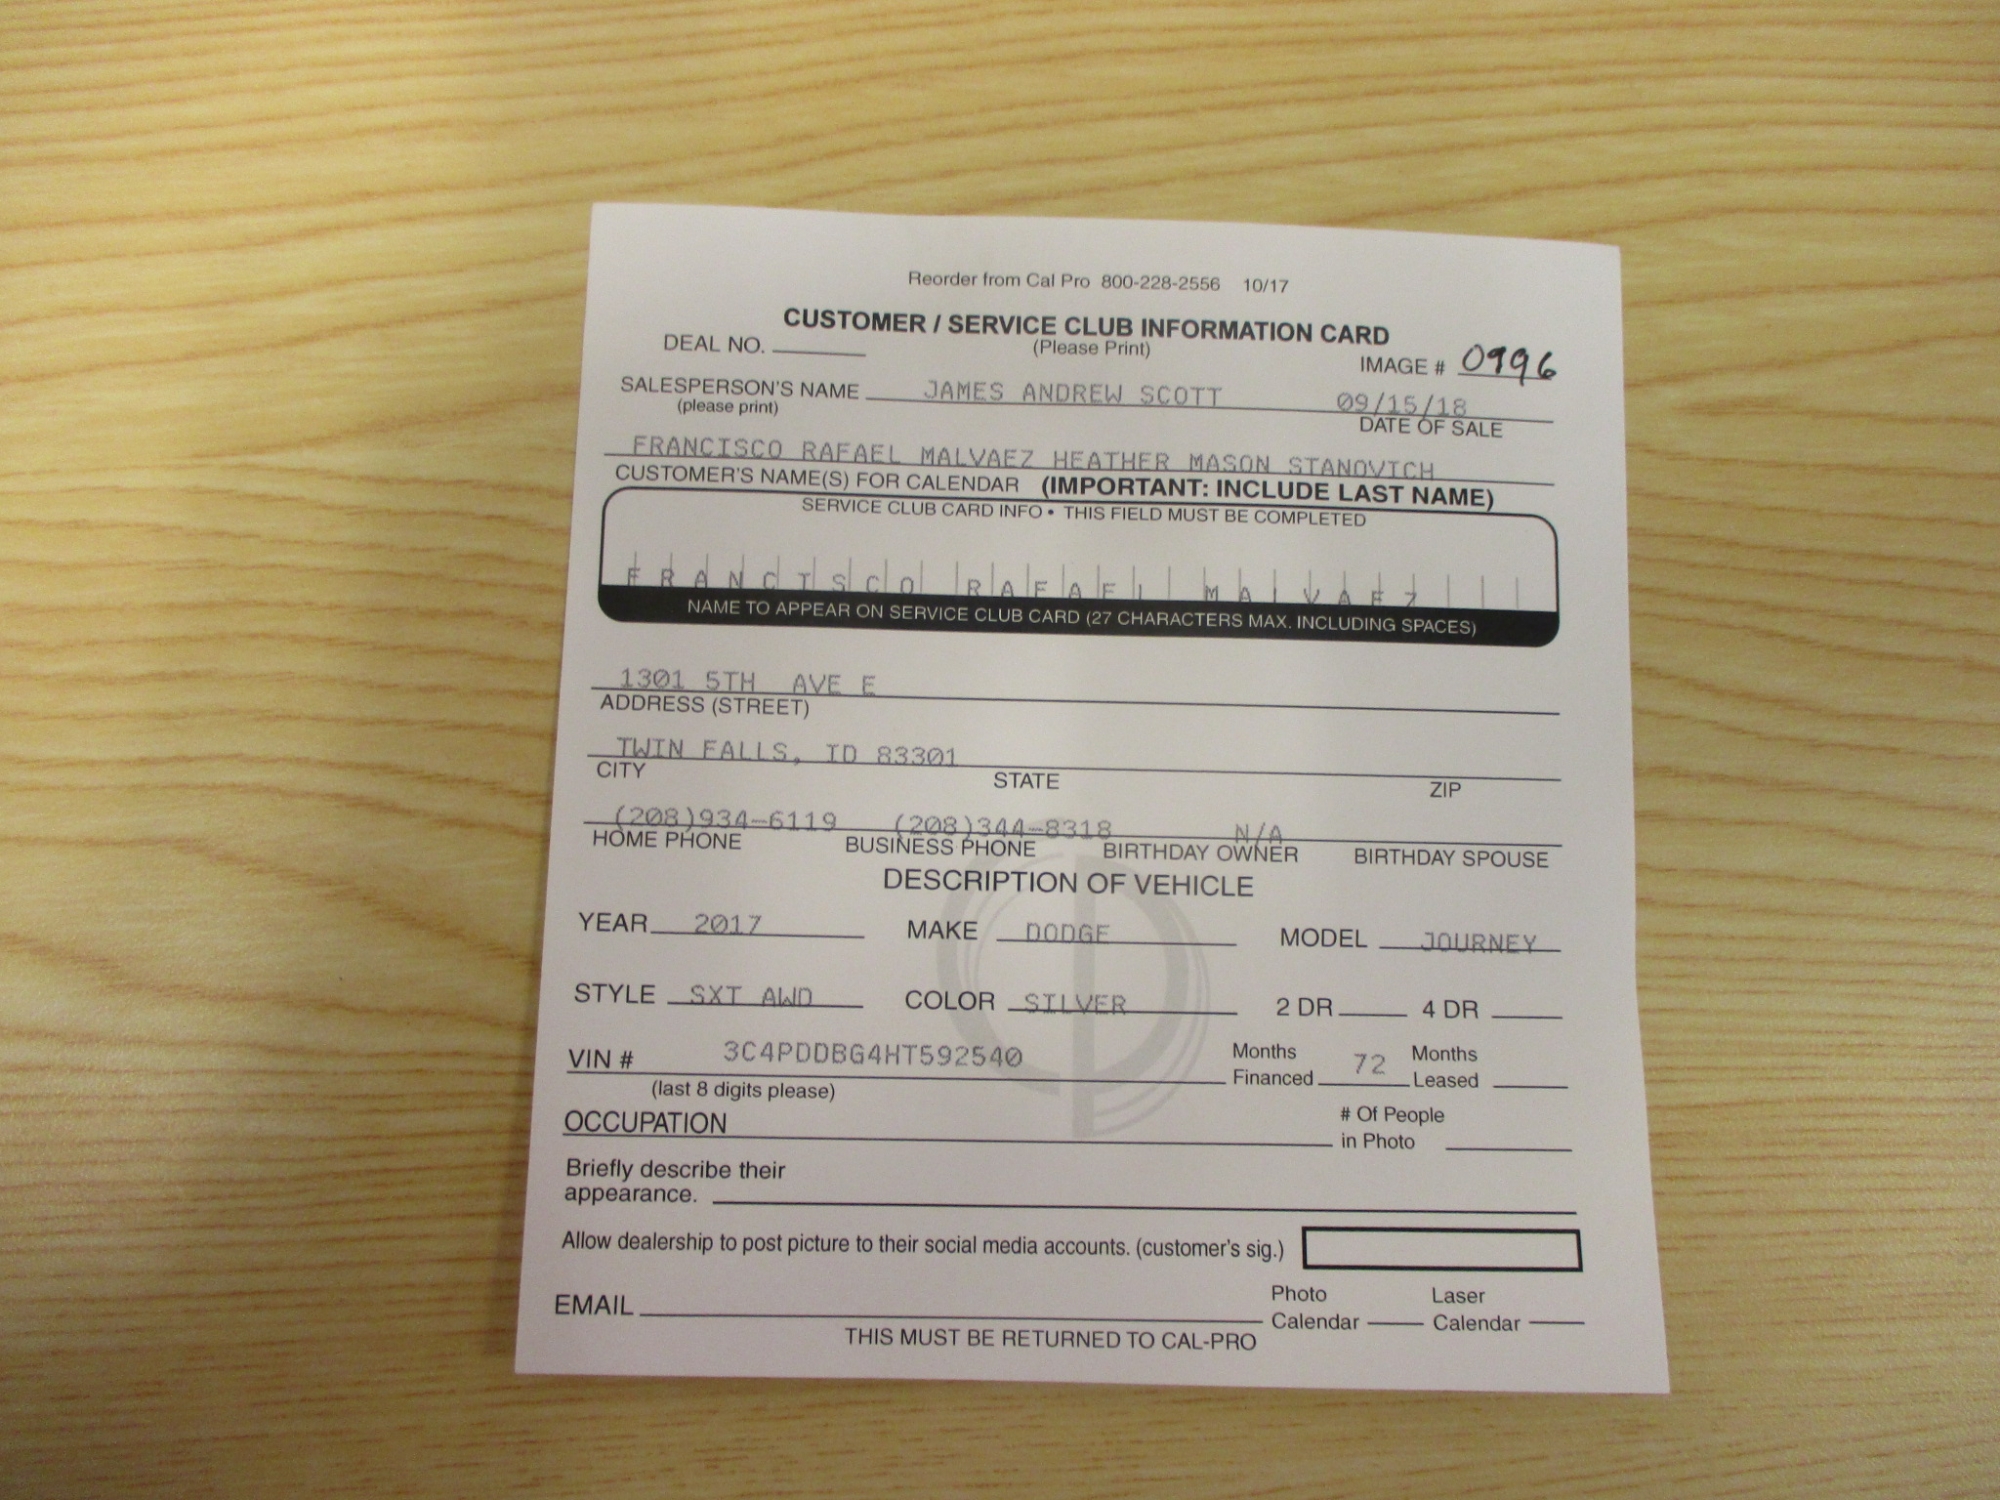 Reorder from Cal Pro 800-228-2556 10/17
CUSTOMER / SERVICE CLUB INFORMATION CARD
(Please Print)
DEAL NO.
IMAGE # 0996
SALESPERSON'S NAME JAMES ANDREW SCOTT 09/15/18
(please print) DATE OF SALE
FRANCISCO RAFAEL MALVAEZ HEATHER MASON STANOVICH
CUSTOMER'S NAME(S) FOR CALENDAR (IMPORTANT: INCLUDE LAST NAME)
SERVICE CLUB CARD INFO • THIS FIELD MUST BE COMPLETED
FRANCISCO RAFAEL MALVAEZ
NAME TO APPEAR ON SERVICE CLUB CARD (27 CHARACTERS MAX. INCLUDING SPACES)
1301 5TH AVE E
ADDRESS (STREET)
TWIN FALLS, ID 83301
CITY STATE ZIP
(208)934-6119 (208)344-8318 N/A
HOME PHONE BUSINESS PHONE BIRTHDAY OWNER BIRTHDAY SPOUSE
DESCRIPTION OF VEHICLE
YEAR 2017 MAKE DODGE MODEL JOURNEY
STYLE SXT AWD COLOR SILVER 2 DR 4 DR
VIN # 3C4PDDBG4HT592540 Months Financed 72 Months Leased
(last 8 digits please)
OCCUPATION # Of People in Photo
Briefly describe their
appearance.
Allow dealership to post picture to their social media accounts. (customer's sig.)
EMAIL Photo Calendar Laser Calendar
THIS MUST BE RETURNED TO CAL-PRO